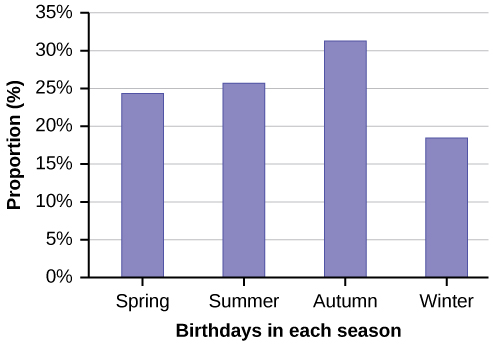 35%
30%
25%
20%
15%
10%
5%
0%
Proportion (%)
Spring Summer Autumn Winter
Birthdays in each season